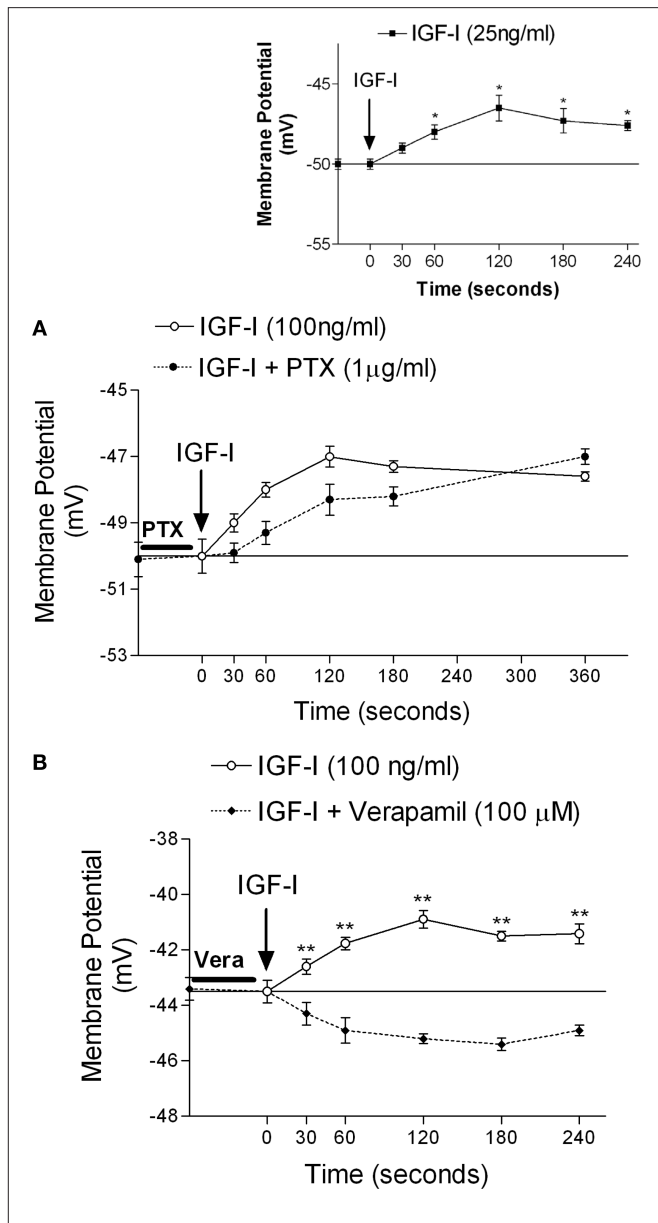 IGF-I (25ng/ml)
IGF-I
Membrane Potential
(mV)
-45
-50
-55
* * * *
0 30 60 120 180 240
Time (seconds)
A
IGF-I (100ng/ml)
IGF-I + PTX (1μg/ml)
Membrane Potential
(mV)
-45
-47
-49
-51
-53
IGF-I
PTX
0 30 60 120 180 240 300 360
Time (seconds)
B
IGF-I (100 ng/ml)
IGF-I + Verapamil (100 μM)
Membrane Potential
(mV)
-38
-40
-42
-44
-46
-48
IGF-I
Vera
** ** ** ** **
0 30 60 120 180 240
Time (seconds)